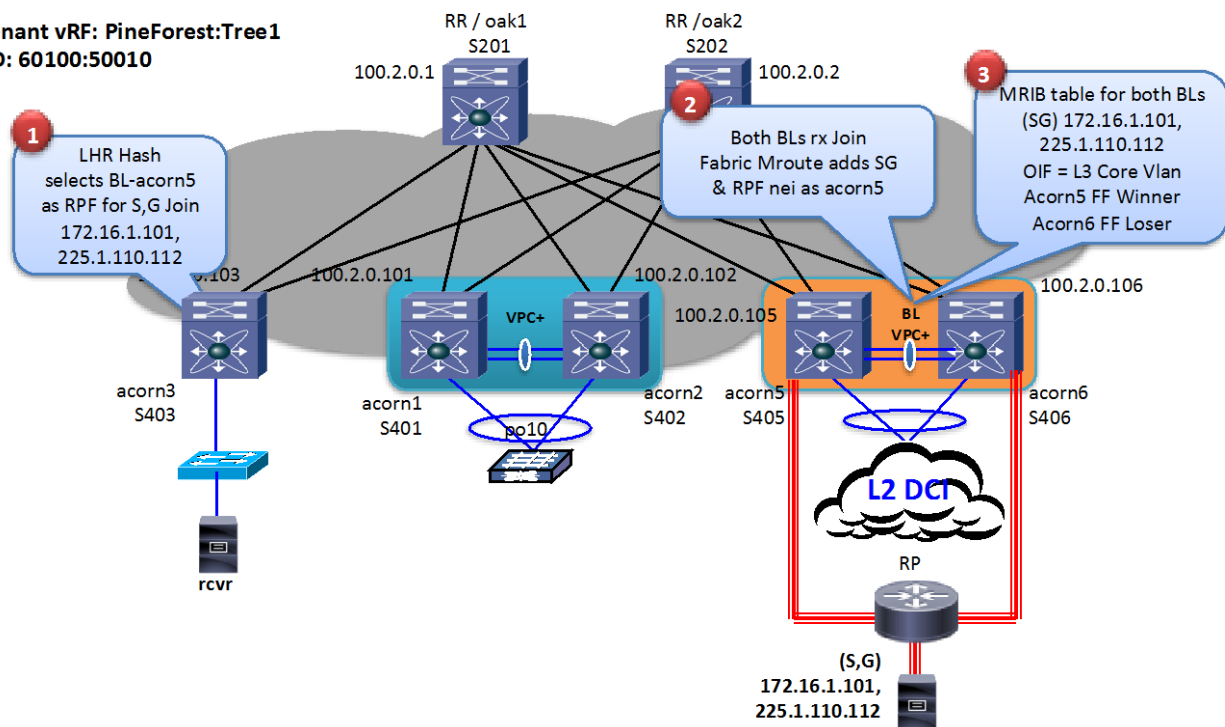 nant vRF: PineForest:Tree1
D: 60100:50010
RR / oak1
S201
100.2.0.1
RR /oak2
S202
100.2.0.2
1
LHR Hash
selects BL-acorn5
as RPF for S,G Join
172.16.1.101,
225.1.110.112
2
Both BLs rx Join
Fabric Mroute adds SG
& RPF nei as acorn5
3
MRIB table for both BLs
(SG) 172.16.1.101,
225.1.110.112
OIF = L3 Core Vlan
Acorn5 FF Winner
Acorn6 FF Loser
.103
100.2.0.101
100.2.0.102
100.2.0.105
100.2.0.106
VPC+
BL
VPC+
acorn3
S403
acorn1
S401
acorn2
S402
acorn5
S405
acorn6
S406
po10
L2 DCI
rcvr
RP
(S,G)
172.16.1.101,
225.1.110.112